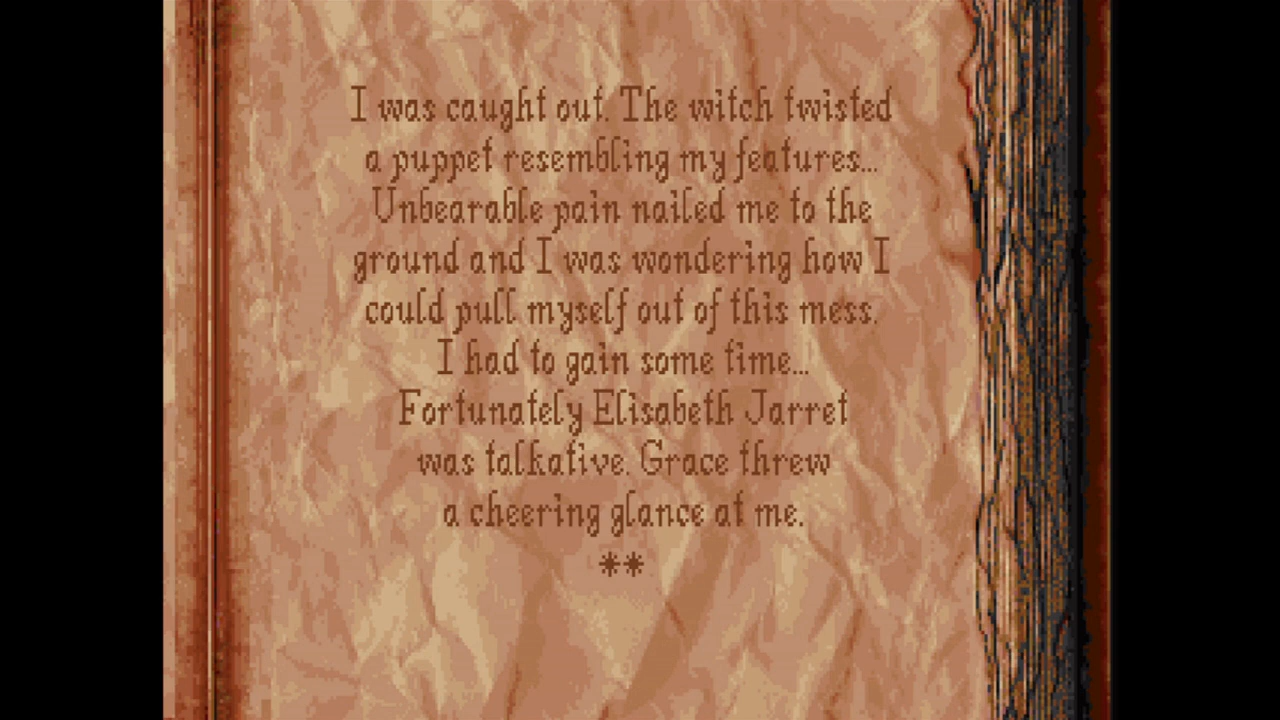 I was caught out. The witch twisted
a puppet resembling my features...
Unbearable pain nailed me to the
ground and I was wondering how I
could pull myself out of this mess.
I had to gain some time...
Fortunately Elisabeth Jarret
was talkative. Grace threw
a cheering glance at me.
**